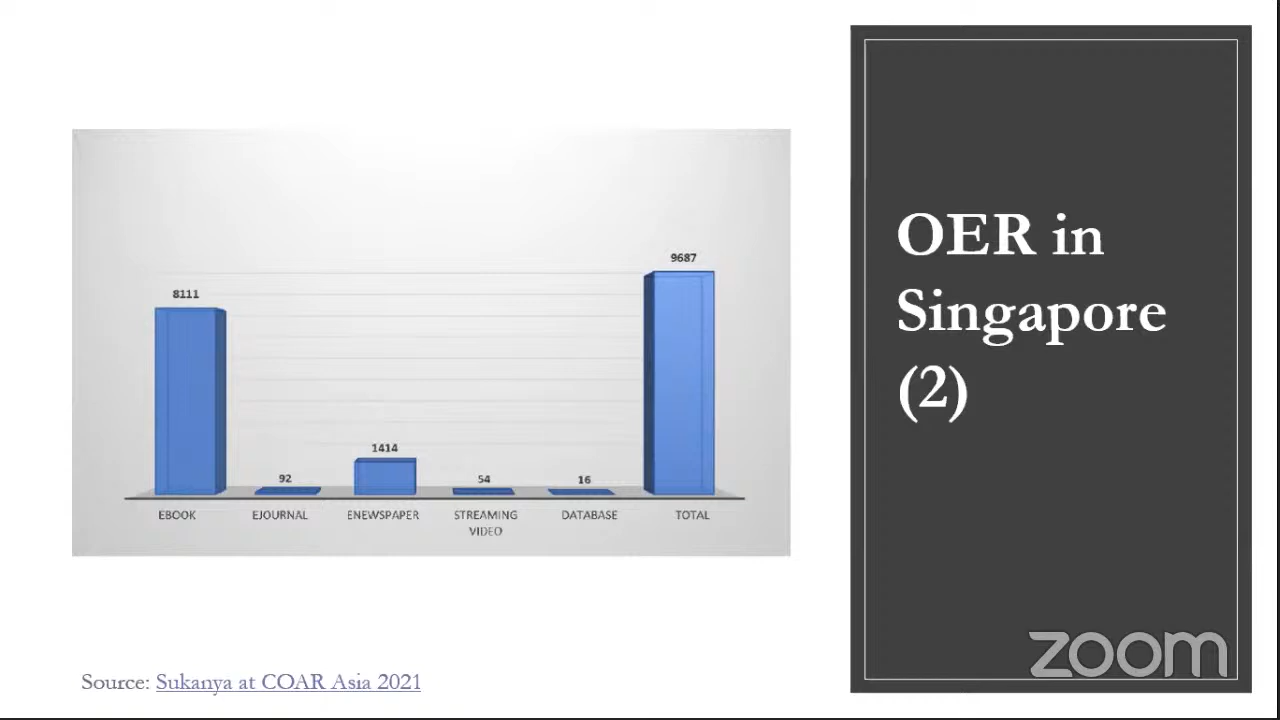 8111
92
1414
54
16
9687
EBOOK
EJOURNAL
ENEWSPAPER
STREAMING
VIDEO
DATABASE
TOTAL
Source: Sukanya at COAR Asia 2021
OER in
Singapore
(2)
zoom